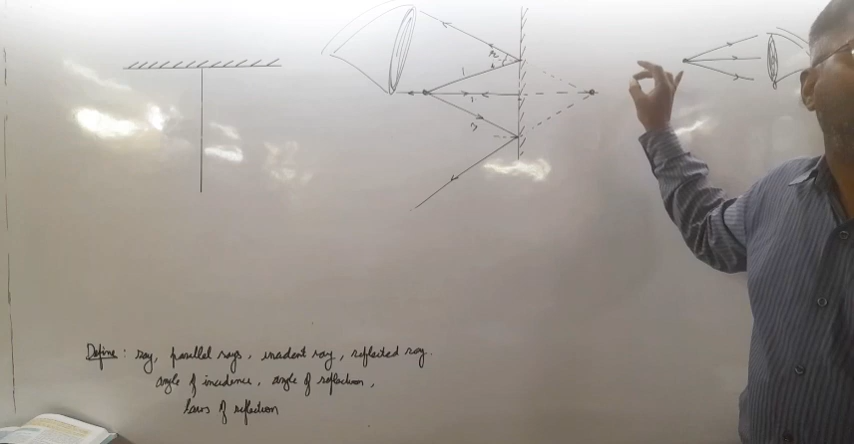 Define : ray, parallel rays, incident ray, reflected ray.
angle of incidence, angle of reflection,
laws of reflection